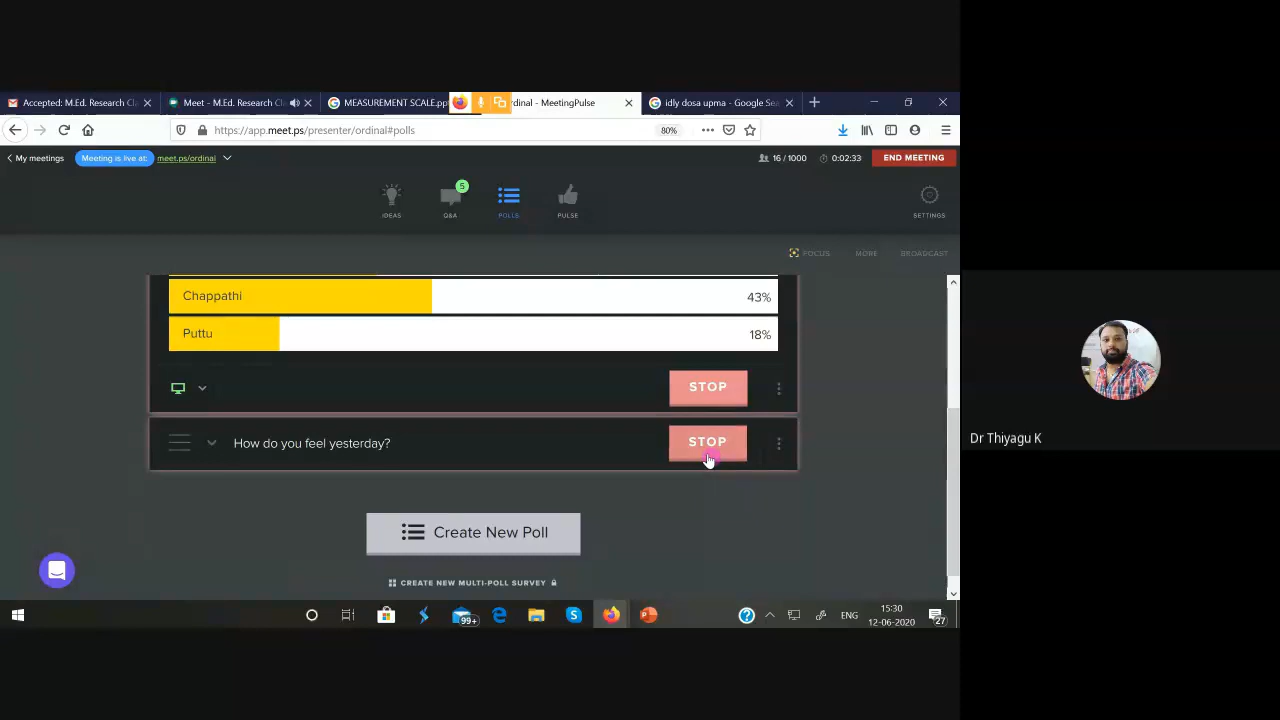 Accepted: M.Ed. Research Cl
Meet - M.Ed. Research Cl
MEASUREMENT SCALE.pp
rdinal - MeetingPulse
idly dosa upma - Google Sea
https://app.meet.ps/presenter/ordinal#polls
80%
My meetings
Meeting is live at:
meet.ps/ordinal
16 / 1000
0:02:33
END MEETING
5
IDEAS
Q&A
POLLS
PULSE
SETTINGS
FOCUS
MORE
BROADCAST
Chappathi
43%
Puttu
18%
STOP
How do you feel yesterday?
STOP
Create New Poll
CREATE NEW MULTI-POLL SURVEY
Dr Thiyagu K
99+
ENG
15:30
12-06-2020
27